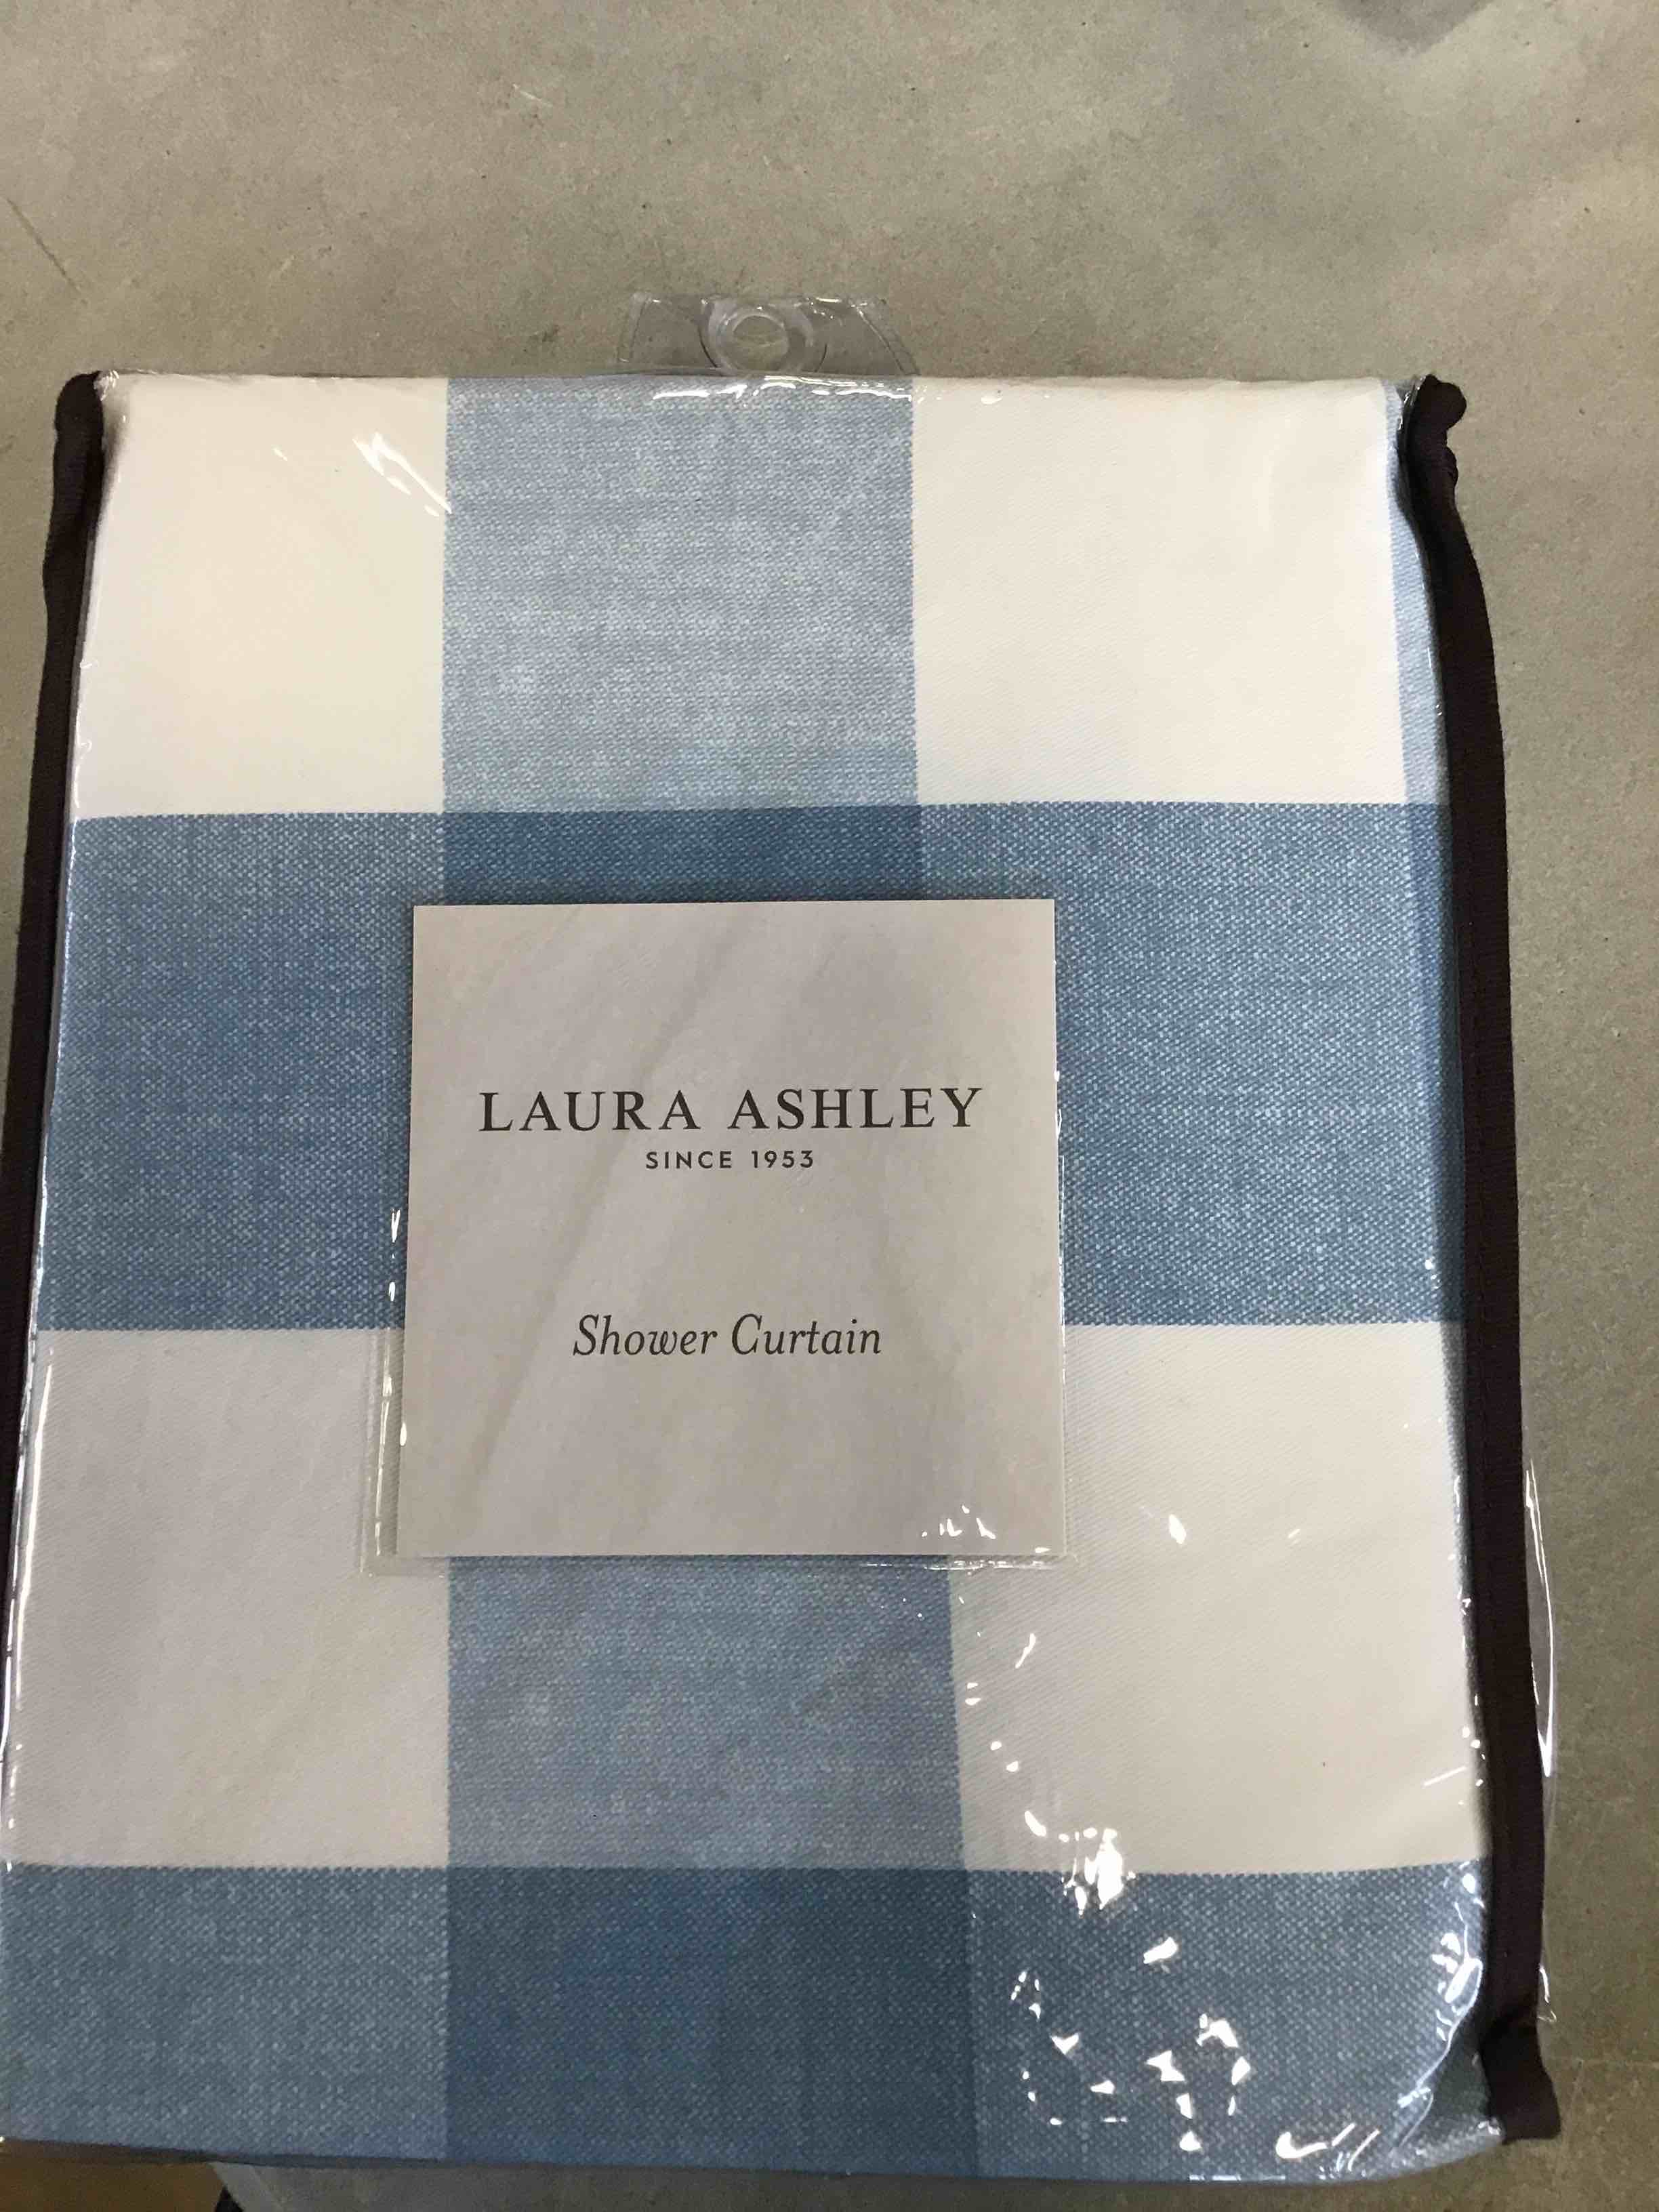 LAURA ASHLEY
SINCE 1953
Shower Curtain